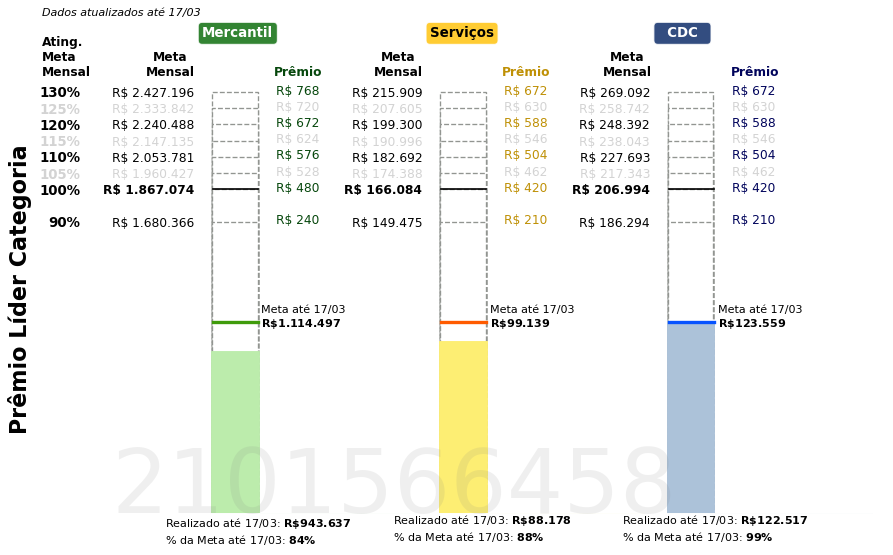 Dados atualizados até 17/03
Mercantil Serviços CDC
Ating. Meta Mensal Meta Mensal Prêmio Meta Mensal Prêmio Meta Mensal Prêmio
130% R$ 2.427.196 R$ 768 R$ 215.909 R$ 672 R$ 269.092 R$ 672
125% R$ 2.333.842 R$ 720 R$ 207.605 R$ 630 R$ 258.742 R$ 630
120% R$ 2.240.488 R$ 672 R$ 199.300 R$ 588 R$ 248.392 R$ 588
115% R$ 2.147.135 R$ 624 R$ 190.996 R$ 546 R$ 238.043 R$ 546
110% R$ 2.053.781 R$ 576 R$ 182.692 R$ 504 R$ 227.693 R$ 504
105% R$ 1.960.427 R$ 528 R$ 174.388 R$ 462 R$ 217.343 R$ 462
100% R$ 1.867.074 R$ 480 R$ 166.084 R$ 420 R$ 206.994 R$ 420
90% R$ 1.680.366 R$ 240 R$ 149.475 R$ 210 R$ 186.294 R$ 210
Prêmio Líder Categoria
Meta até 17/03 Meta até 17/03 Meta até 17/03
R$1.114.497 R$99.139 R$123.559
2101566458
Realizado até 17/03: R$943.637 Realizado até 17/03: R$88.178 Realizado até 17/03: R$122.517
% da Meta até 17/03: 84% % da Meta até 17/03: 88% % da Meta até 17/03: 99%